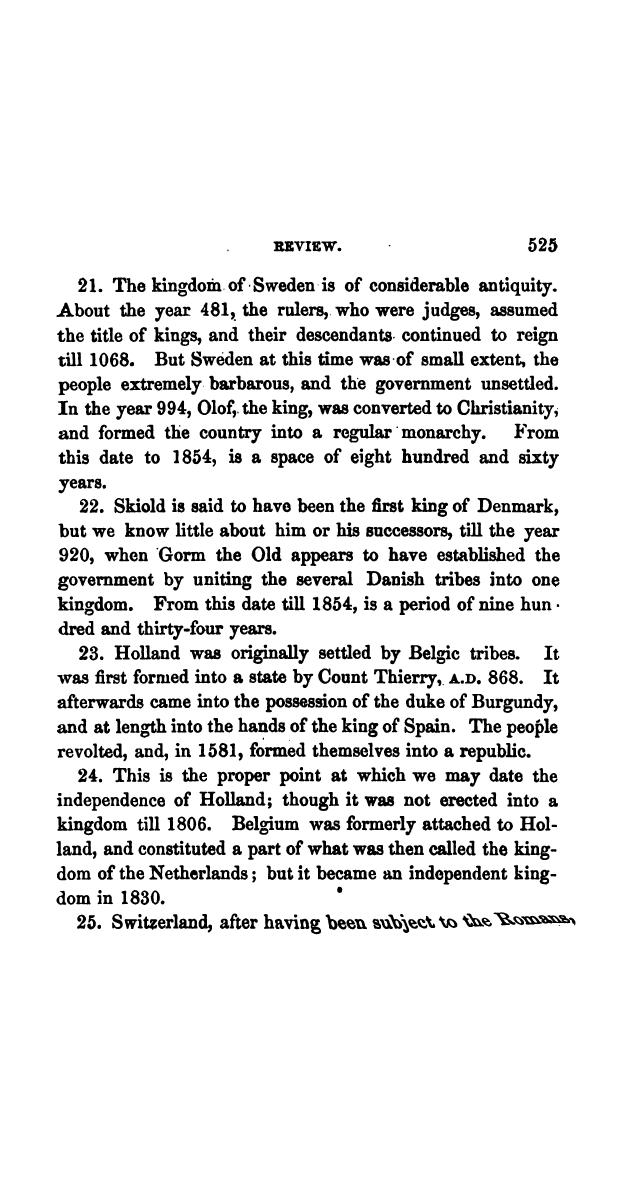 REVIEW. 525
21. The kingdom of Sweden is of considerable antiquity.
About the year 481, the rulers, who were judges, assumed
the title of kings, and their descendants continued to reign
till 1068. But Sweden at this time was of small extent, the
people extremely barbarous, and the government unsettled.
In the year 994, Olof, the king, was converted to Christianity,
and formed the country into a regular monarchy. From
this date to 1854, is a space of eight hundred and sixty
years.
22. Skiold is said to have been the first king of Denmark,
but we know little about him or his successors, till the year
920, when Gorm the Old appears to have established the
government by uniting the several Danish tribes into one
kingdom. From this date till 1854, is a period of nine hun-
dred and thirty-four years.
23. Holland was originally settled by Belgic tribes. It
was first formed into a state by Count Thierry, A.D. 868. It
afterwards came into the possession of the duke of Burgundy,
and at length into the hands of the king of Spain. The people
revolted, and, in 1581, formed themselves into a republic.
24. This is the proper point at which we may date the
independence of Holland; though it was not erected into a
kingdom till 1806. Belgium was formerly attached to Hol-
land, and constituted a part of what was then called the king-
dom of the Netherlands; but it became an independent king-
dom in 1830.
25. Switzerland, after having been subject to the Romans,